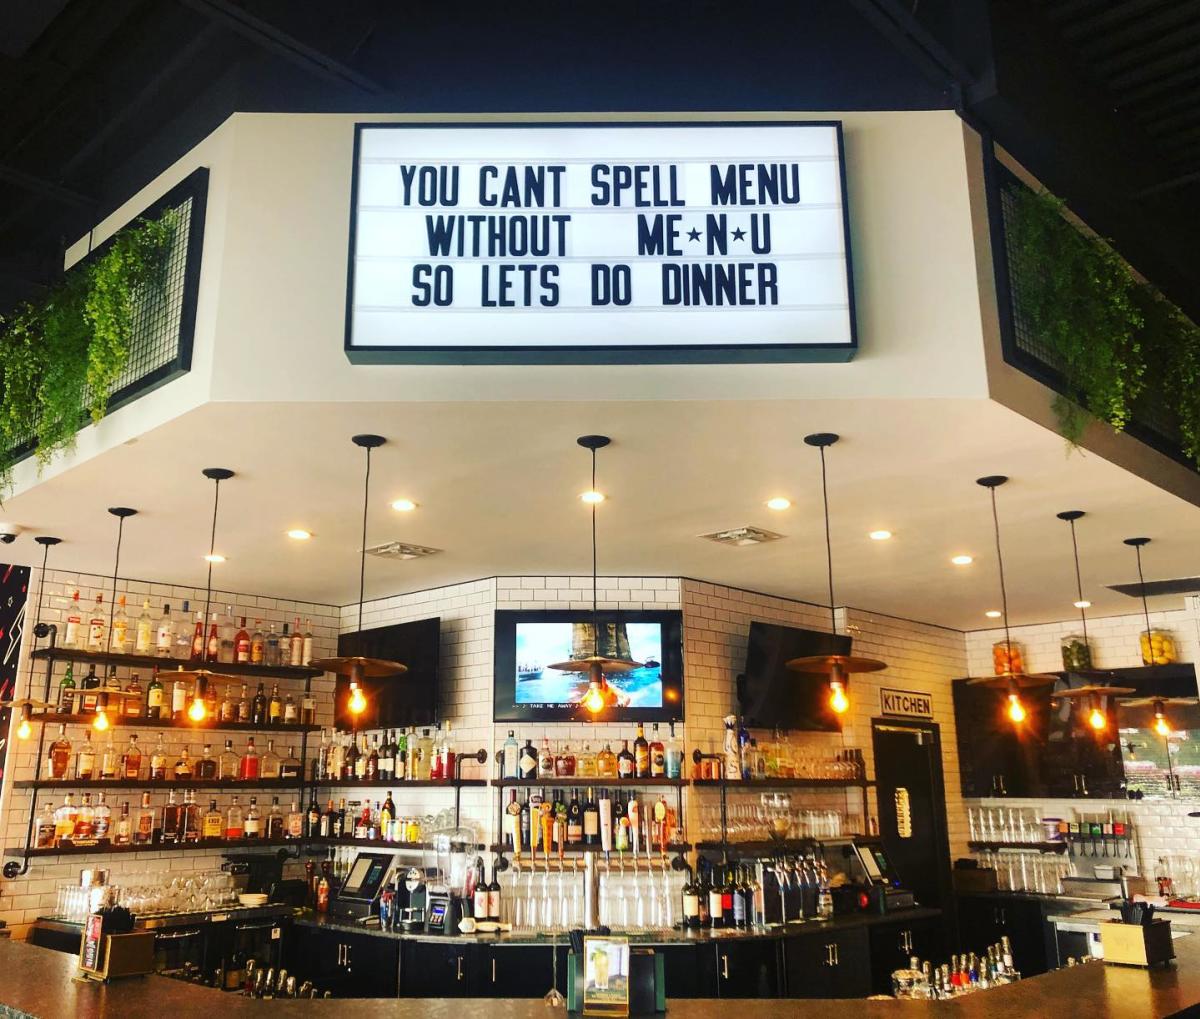 YOU CANT SPELL MENU
WITHOUT ME★N★U
SO LETS DO DINNER
>> ♪ TAKE ME AWAY ♪
KITCHEN